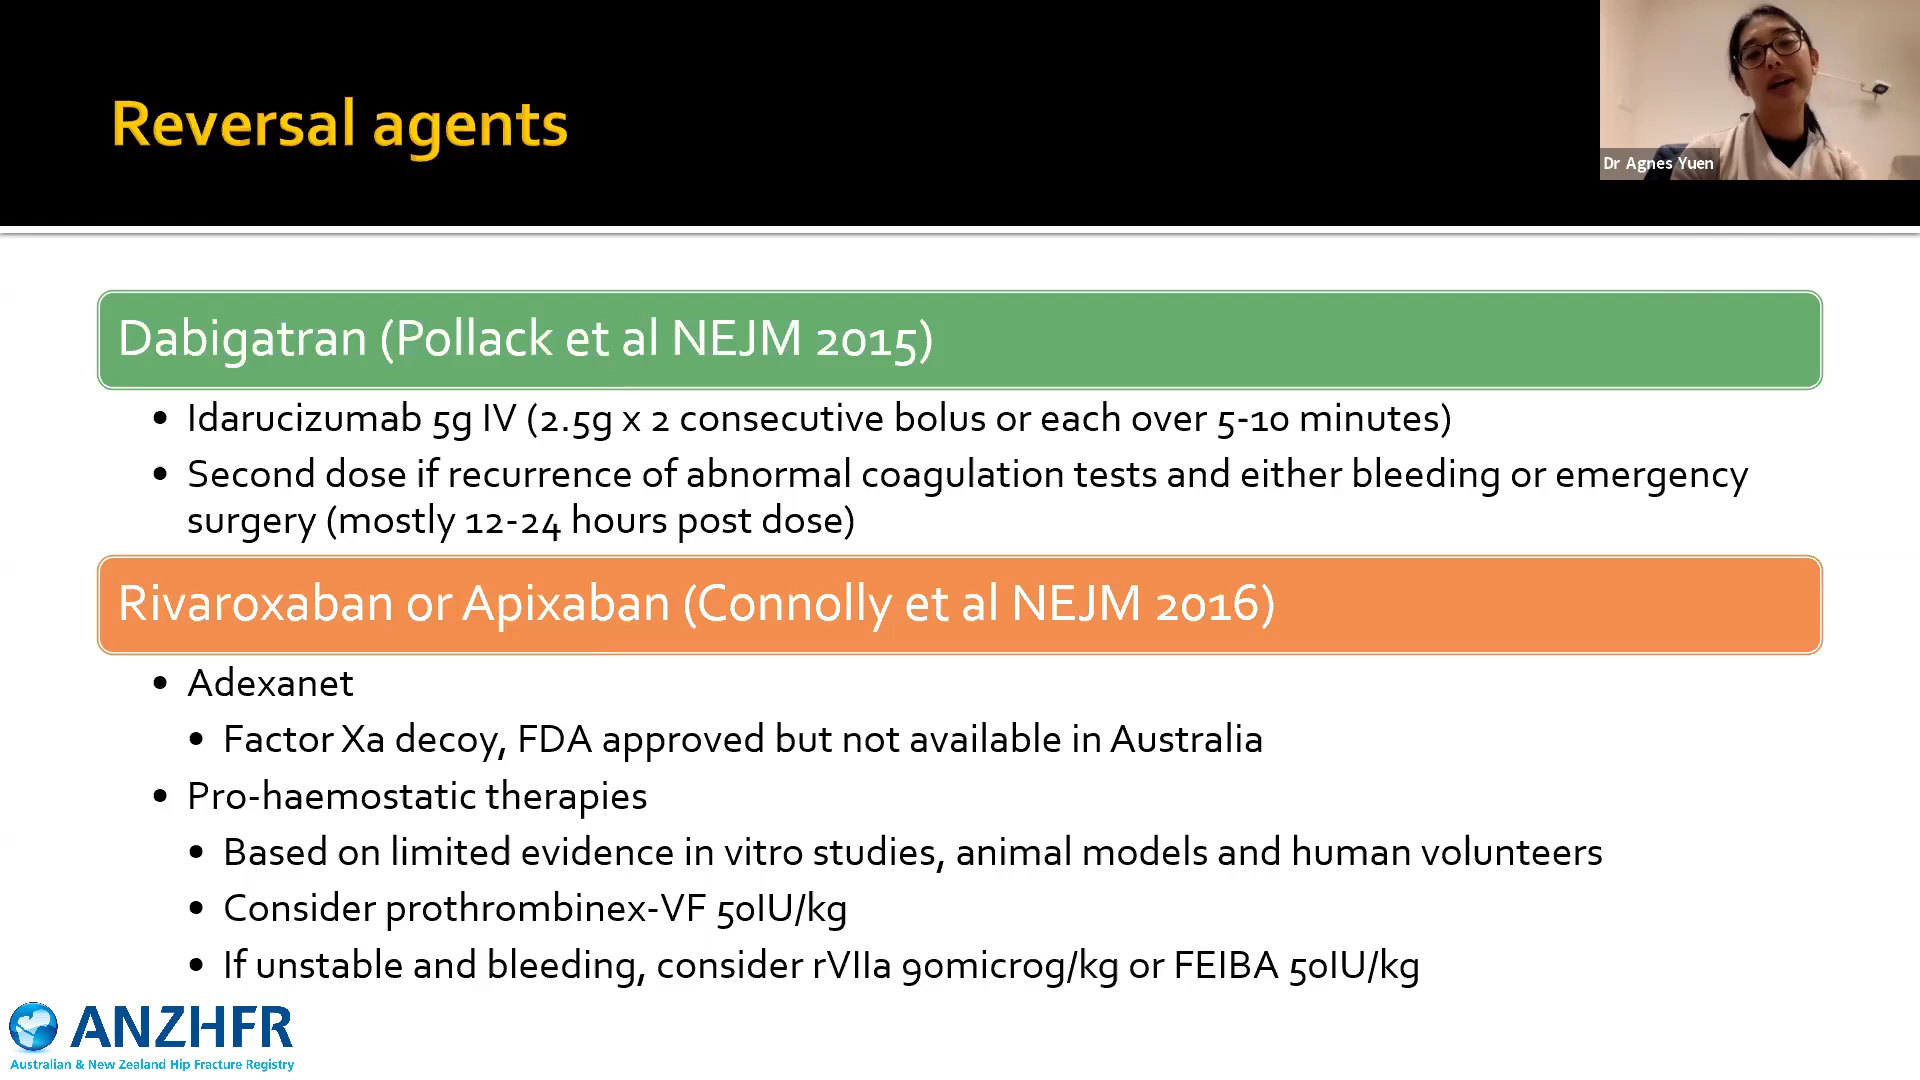 Reversal agents
Dr Agnes Yuen
Dabigatran (Pollack et al NEJM 2015)
• Idarucizumab 5g IV (2.5g x 2 consecutive bolus or each over 5-10 minutes)
• Second dose if recurrence of abnormal coagulation tests and either bleeding or emergency
surgery (mostly 12-24 hours post dose)
Rivaroxaban or Apixaban (Connolly et al NEJM 2016)
• Adexanet
• Factor Xa decoy, FDA approved but not available in Australia
• Pro-haemostatic therapies
• Based on limited evidence in vitro studies, animal models and human volunteers
• Consider prothrombinex-VF 50IU/kg
• If unstable and bleeding, consider rVIIa 90microg/kg or FEIBA 50IU/kg
ANZHFR
Australian & New Zealand Hip Fracture Registry